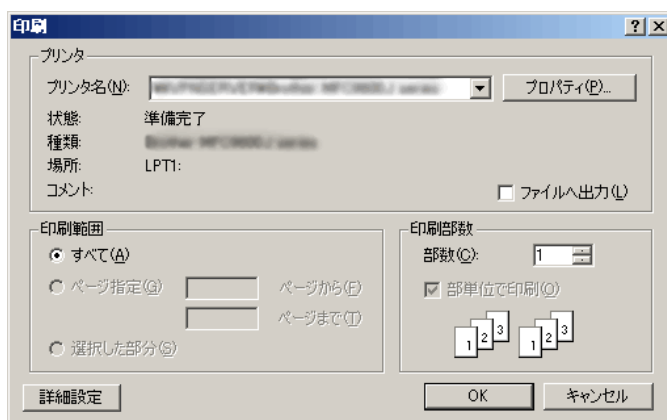 印刷
プリンタ
プリンタ名(N):
プロパティ(P)...
状態: 準備完了
種類:
場所: LPT1:
コメント:
ファイルへ出力(L)
印刷範囲
すべて(A)
ページ指定(G) ページから(F)
ページまで(T)
選択した部分(S)
印刷部数
部数(C): 1
部単位で印刷(O)
1 2 3 1 2 3
詳細設定
OK
キャンセル